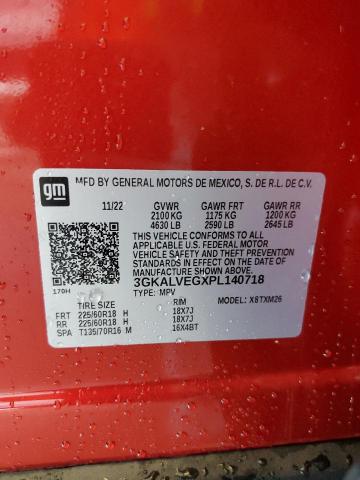 gm
MFD BY GENERAL MOTORS DE MEXICO, S. DE R.L. DE C.V.
11/22 GVWR GAWR FRT GAWR RR
2100 KG 1175 KG 1200 KG
4630 LB 2590 LB 2645 LB
THIS VEHICLE CONFORMS TO ALL APPLICABLE
U.S. FEDERAL MOTOR VEHICLE SAFETY AND THEFT
PREVENTION STANDARDS IN EFFECT ON THE DATE OF
MANUFACTURE SHOWN ABOVE.
3GKALVEGXPL140718
170H TYPE: MPV MODEL: X8TXM26
TIRE SIZE RIM
FRT 225/60R18 H 18X7J
RR 225/60R18 H 18X7J
SPA T135/70R16 M 16X4BT